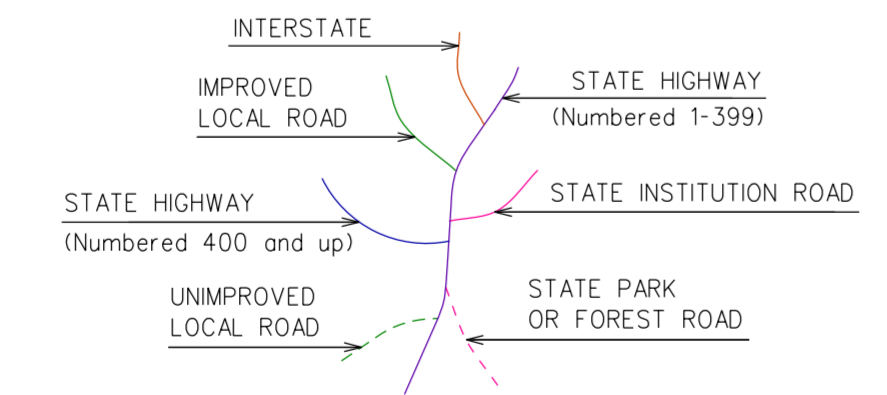 INTERSTATE
STATE HIGHWAY
(Numbered 1-399)
IMPROVED
LOCAL ROAD
STATE INSTITUTION ROAD
STATE HIGHWAY
(Numbered 400 and up)
STATE PARK
OR FOREST ROAD
UNIMPROVED
LOCAL ROAD